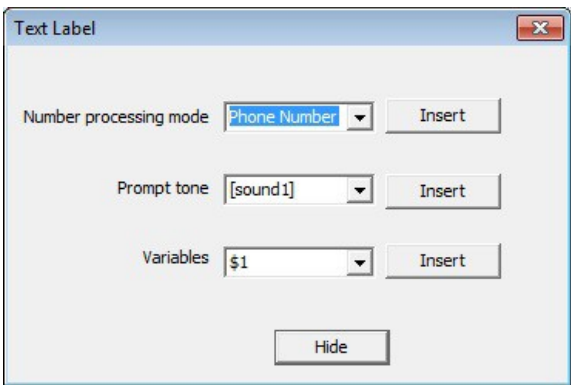 Text Label
Number processing mode Phone Number Insert
Prompt tone [sound1] Insert
Variables $1 Insert
Hide